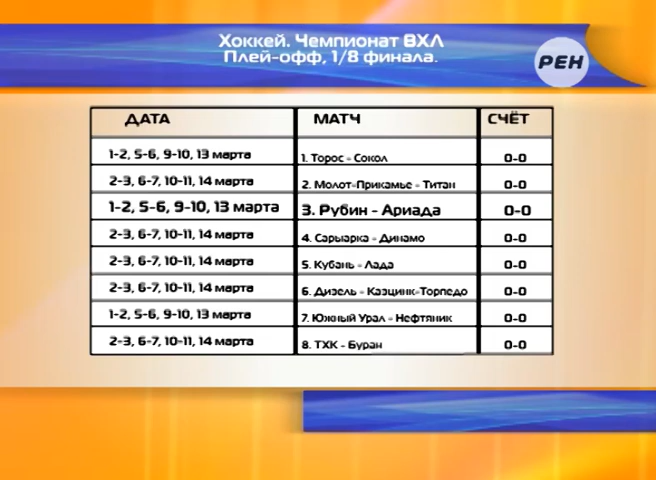 Хоккей. Чемпионат ВХЛ
Плей-офф, 1/8 финала.
РЕН
ДАТА МАТЧ СЧЁТ
1-2, 5-6, 9-10, 13 марта 1. Торос - Сокол 0-0
2-3, 6-7, 10-11, 14 марта 2. Молот-Прикамье - Титан 0-0
1-2, 5-6, 9-10, 13 марта 3. Рубин - Ариада 0-0
2-3, 6-7, 10-11, 14 марта 4. Сарыарка - Динамо 0-0
2-3, 6-7, 10-11, 14 марта 5. Кубань - Лада 0-0
2-3, 6-7, 10-11, 14 марта 6. Дизель - Казцинк-Торпедо 0-0
1-2, 5-6, 9-10, 13 марта 7. Южный Урал - Нефтяник 0-0
2-3, 6-7, 10-11, 14 марта 8. ТХК - Буран 0-0